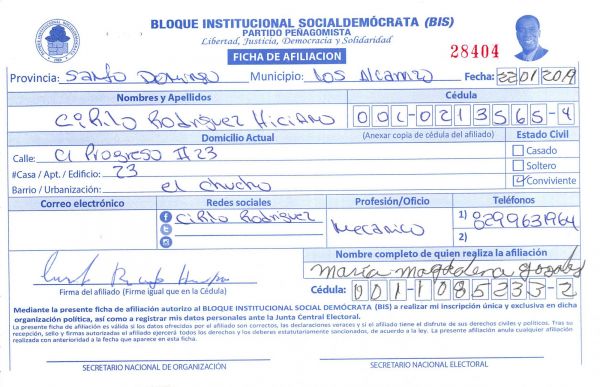 BLOQUE INSTITUCIONAL SOCIALDEMÓCRATA (BIS)
PARTIDO PEÑAGOMISTA
Libertad, Justicia, Democracia y Solidaridad
FICHA DE AFILIACION
28404
Provincia: Santo Domingo Municipio: Los Alcarrizo Fecha: 22/01/2019
Nombres y Apellidos Cédula
CiRilo Rodriguez Hiciano 001-0213565-4
Domicilio Actual (Anexar copia de cédula del afiliado) Estado Civil
Calle: C/ Progreso #23 Casado
#Casa / Apt. / Edificio: 23 Soltero
Barrio / Urbanización: el chucho Conviviente
Correo electrónico Redes sociales Profesión/Oficio Teléfonos
CiRilo Rodriguez Mecanico 1) 8299631964
2)
Nombre completo de quien realiza la afiliación
María Magdalena
Firma del afiliado (Firme igual que en la Cédula) Cédula: 001-1085233-2
Mediante la presente ficha de afiliación autorizo al BLOQUE INSTITUCIONAL SOCIAL DEMÓCRATA (BIS) a realizar mi inscripción única y exclusiva en dicha
organización política, así como a registrar mis datos personales ante la Junta Central Electoral.
La presente ficha de afiliación es válida si los datos ofrecidos por el afiliado son correctos, las declaraciones veraces y si el afiliado tiene el disfrute de sus derechos civiles y políticos. Tras su
recepción, sello y firmas autorizadas el afiliado ejercerá todos los derechos y los deberes estatutariamente sancionados, de acuerdo a la ley. La presente afiliación anula cualquier afiliación
realizada con anterioridad a la fecha que aparece en esta ficha.
SECRETARIO NACIONAL DE ORGANIZACIÓN SECRETARIO NACIONAL ELECTORAL